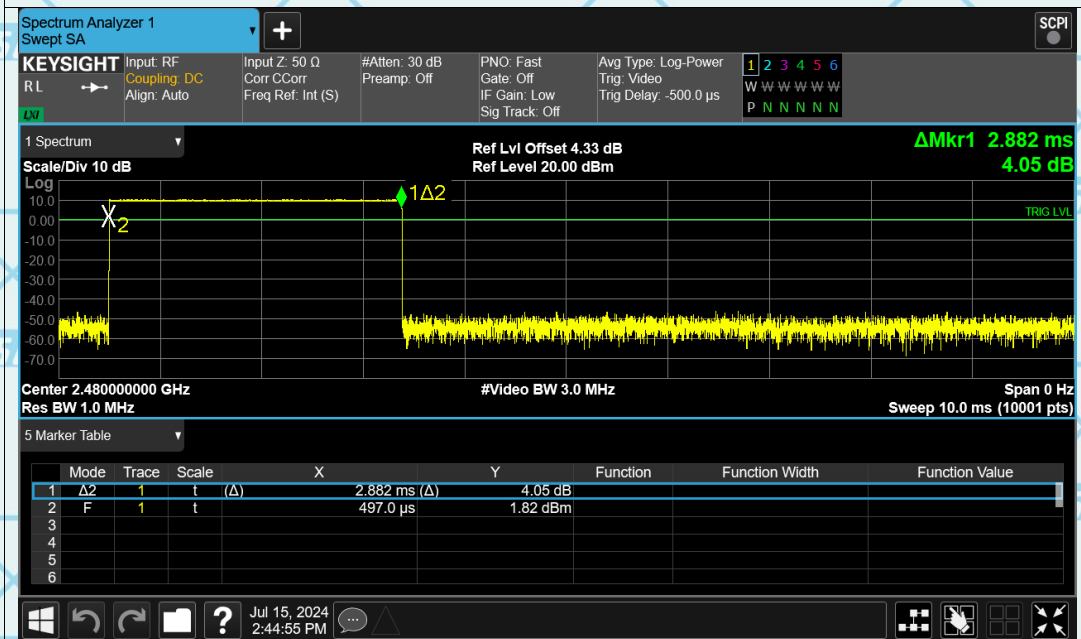 Spectrum Analyzer 1
Swept SA
+
SCPI
KEYSIGHT
R L
LXI
Input: RF
Coupling: DC
Align: Auto
Input Z: 50 Ω
Corr CCorr
Freq Ref: Int (S)
#Atten: 30 dB
Preamp: Off
PNO: Fast
Gate: Off
IF Gain: Low
Sig Track: Off
Avg Type: Log-Power
Trig: Video
Trig Delay: -500.0 µs
1 2 3 4 5 6
W W W W W W
P N N N N N
1 Spectrum
Scale/Div 10 dB
Ref Lvl Offset 4.33 dB
Ref Level 20.00 dBm
ΔMkr1 2.882 ms
4.05 dB
Log
10.0
0.00
-10.0
-20.0
-30.0
-40.0
-50.0
-60.0
-70.0
1Δ2
X2
TRIG LVL
Center 2.480000000 GHz
#Video BW 3.0 MHz
Span 0 Hz
Res BW 1.0 MHz
Sweep 10.0 ms (10001 pts)
5 Marker Table
Mode Trace Scale X Y Function Function Width Function Value
1 Δ2 1 t (Δ) 2.882 ms (Δ) 4.05 dB
2 F 1 t 497.0 µs 1.82 dBm
3
4
5
6
?
Jul 15, 2024
2:44:55 PM